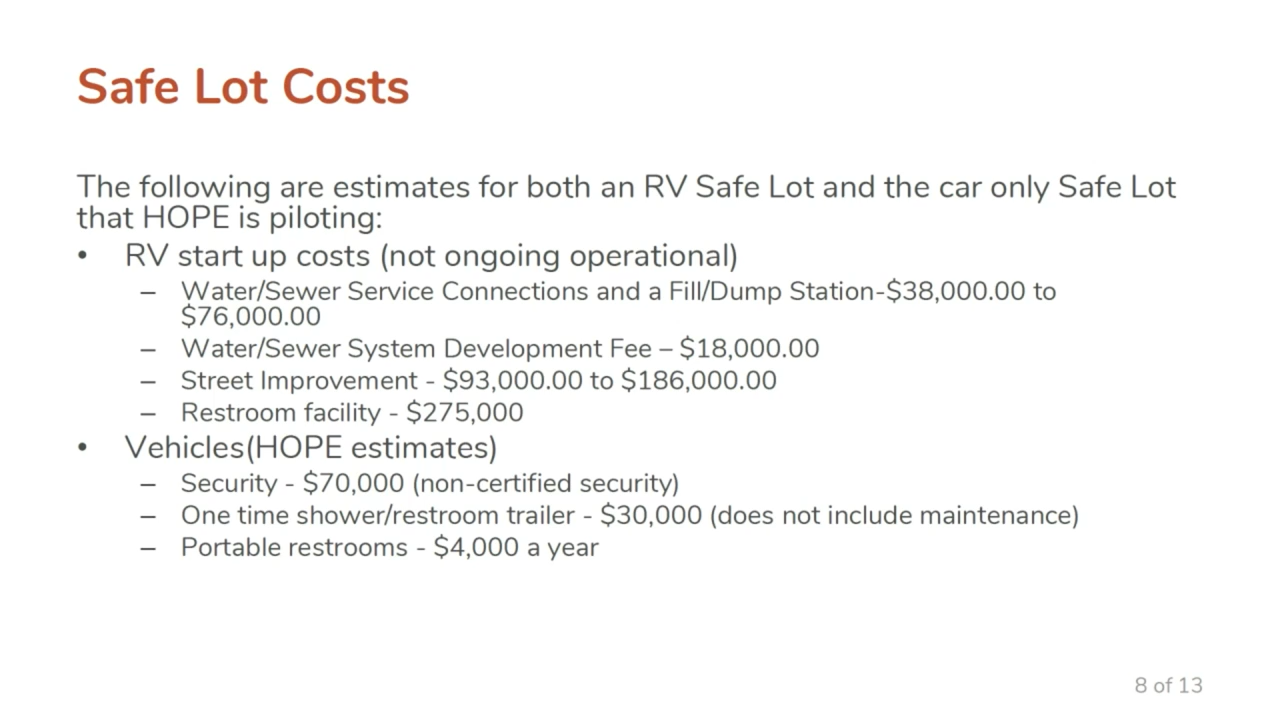 Safe Lot Costs
The following are estimates for both an RV Safe Lot and the car only Safe Lot
that HOPE is piloting:
• RV start up costs (not ongoing operational)
– Water/Sewer Service Connections and a Fill/Dump Station-$38,000.00 to
$76,000.00
– Water/Sewer System Development Fee – $18,000.00
– Street Improvement - $93,000.00 to $186,000.00
– Restroom facility - $275,000
• Vehicles(HOPE estimates)
– Security - $70,000 (non-certified security)
– One time shower/restroom trailer - $30,000 (does not include maintenance)
– Portable restrooms - $4,000 a year
8 of 13